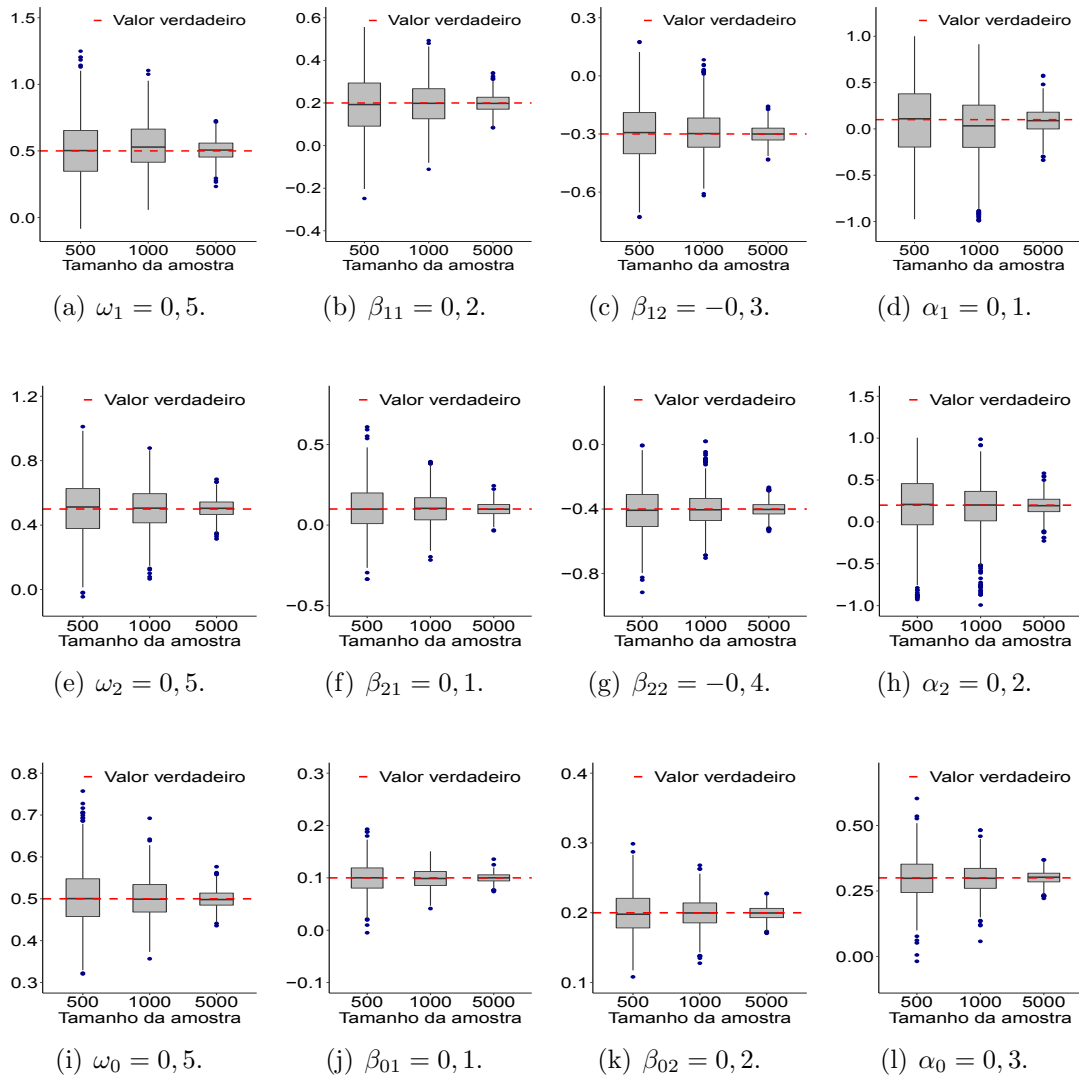 Valor verdadeiro
1.5
1.0
0.5
0.0
500 1000 5000
Tamanho da amostra
(a) ω₁ = 0, 5.
Valor verdadeiro
0.6
0.4
0.2
0.0
−0.2
−0.4
500 1000 5000
Tamanho da amostra
(b) β₁₁ = 0, 2.
Valor verdadeiro
0.3
0.0
−0.3
−0.6
500 1000 5000
Tamanho da amostra
(c) β₁₂ = −0, 3.
Valor verdadeiro
1.0
0.5
0.0
−0.5
−1.0
500 1000 5000
Tamanho da amostra
(d) α₁ = 0, 1.
Valor verdadeiro
1.2
0.8
0.4
0.0
500 1000 5000
Tamanho da amostra
(e) ω₂ = 0, 5.
Valor verdadeiro
0.5
0.0
−0.5
500 1000 5000
Tamanho da amostra
(f) β₂₁ = 0, 1.
Valor verdadeiro
0.0
−0.4
−0.8
500 1000 5000
Tamanho da amostra
(g) β₂₂ = −0, 4.
Valor verdadeiro
1.5
1.0
0.5
0.0
−0.5
−1.0
500 1000 5000
Tamanho da amostra
(h) α₂ = 0, 2.
Valor verdadeiro
0.8
0.7
0.6
0.5
0.4
0.3
500 1000 5000
Tamanho da amostra
(i) ω₀ = 0, 5.
Valor verdadeiro
0.3
0.2
0.1
0.0
−0.1
500 1000 5000
Tamanho da amostra
(j) β₀₁ = 0, 1.
Valor verdadeiro
0.4
0.3
0.2
0.1
500 1000 5000
Tamanho da amostra
(k) β₀₂ = 0, 2.
Valor verdadeiro
0.50
0.25
0.00
500 1000 5000
Tamanho da amostra
(l) α₀ = 0, 3.